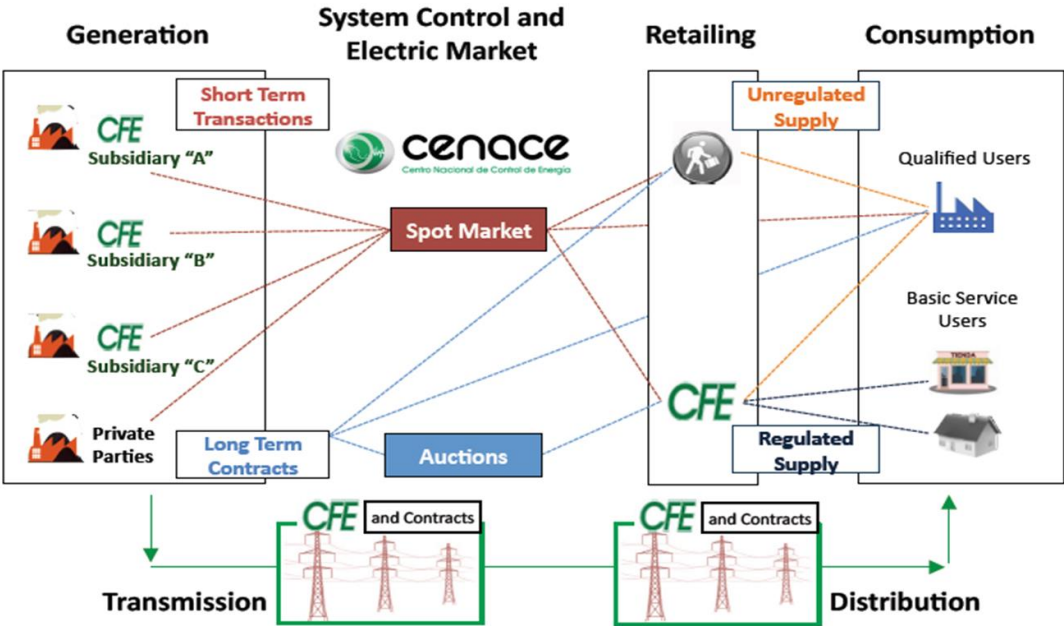 Generation
System Control and
Electric Market
Retailing
Consumption
Short Term
Transactions
Unregulated
Supply
CFE
Subsidiary “A”
cenace
Centro Nacional de Control de Energía
Qualified Users
CFE
Subsidiary “B”
Spot Market
CFE
Subsidiary “C”
Basic Service
Users
TIENDA
CFE
Private
Parties
Long Term
Contracts
Auctions
Regulated
Supply
CFE and Contracts
CFE and Contracts
Transmission
Distribution